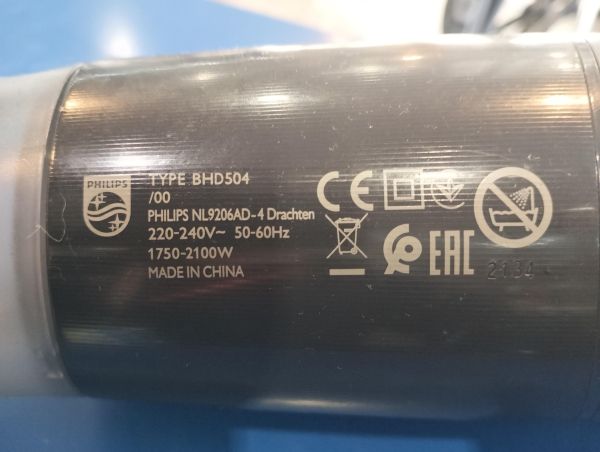 PHILIPS
TYPE BHD504
/00
PHILIPS NL9206AD-4 Drachten
220-240V~ 50-60Hz
1750-2100W
MADE IN CHINA
CE
EAC
2134